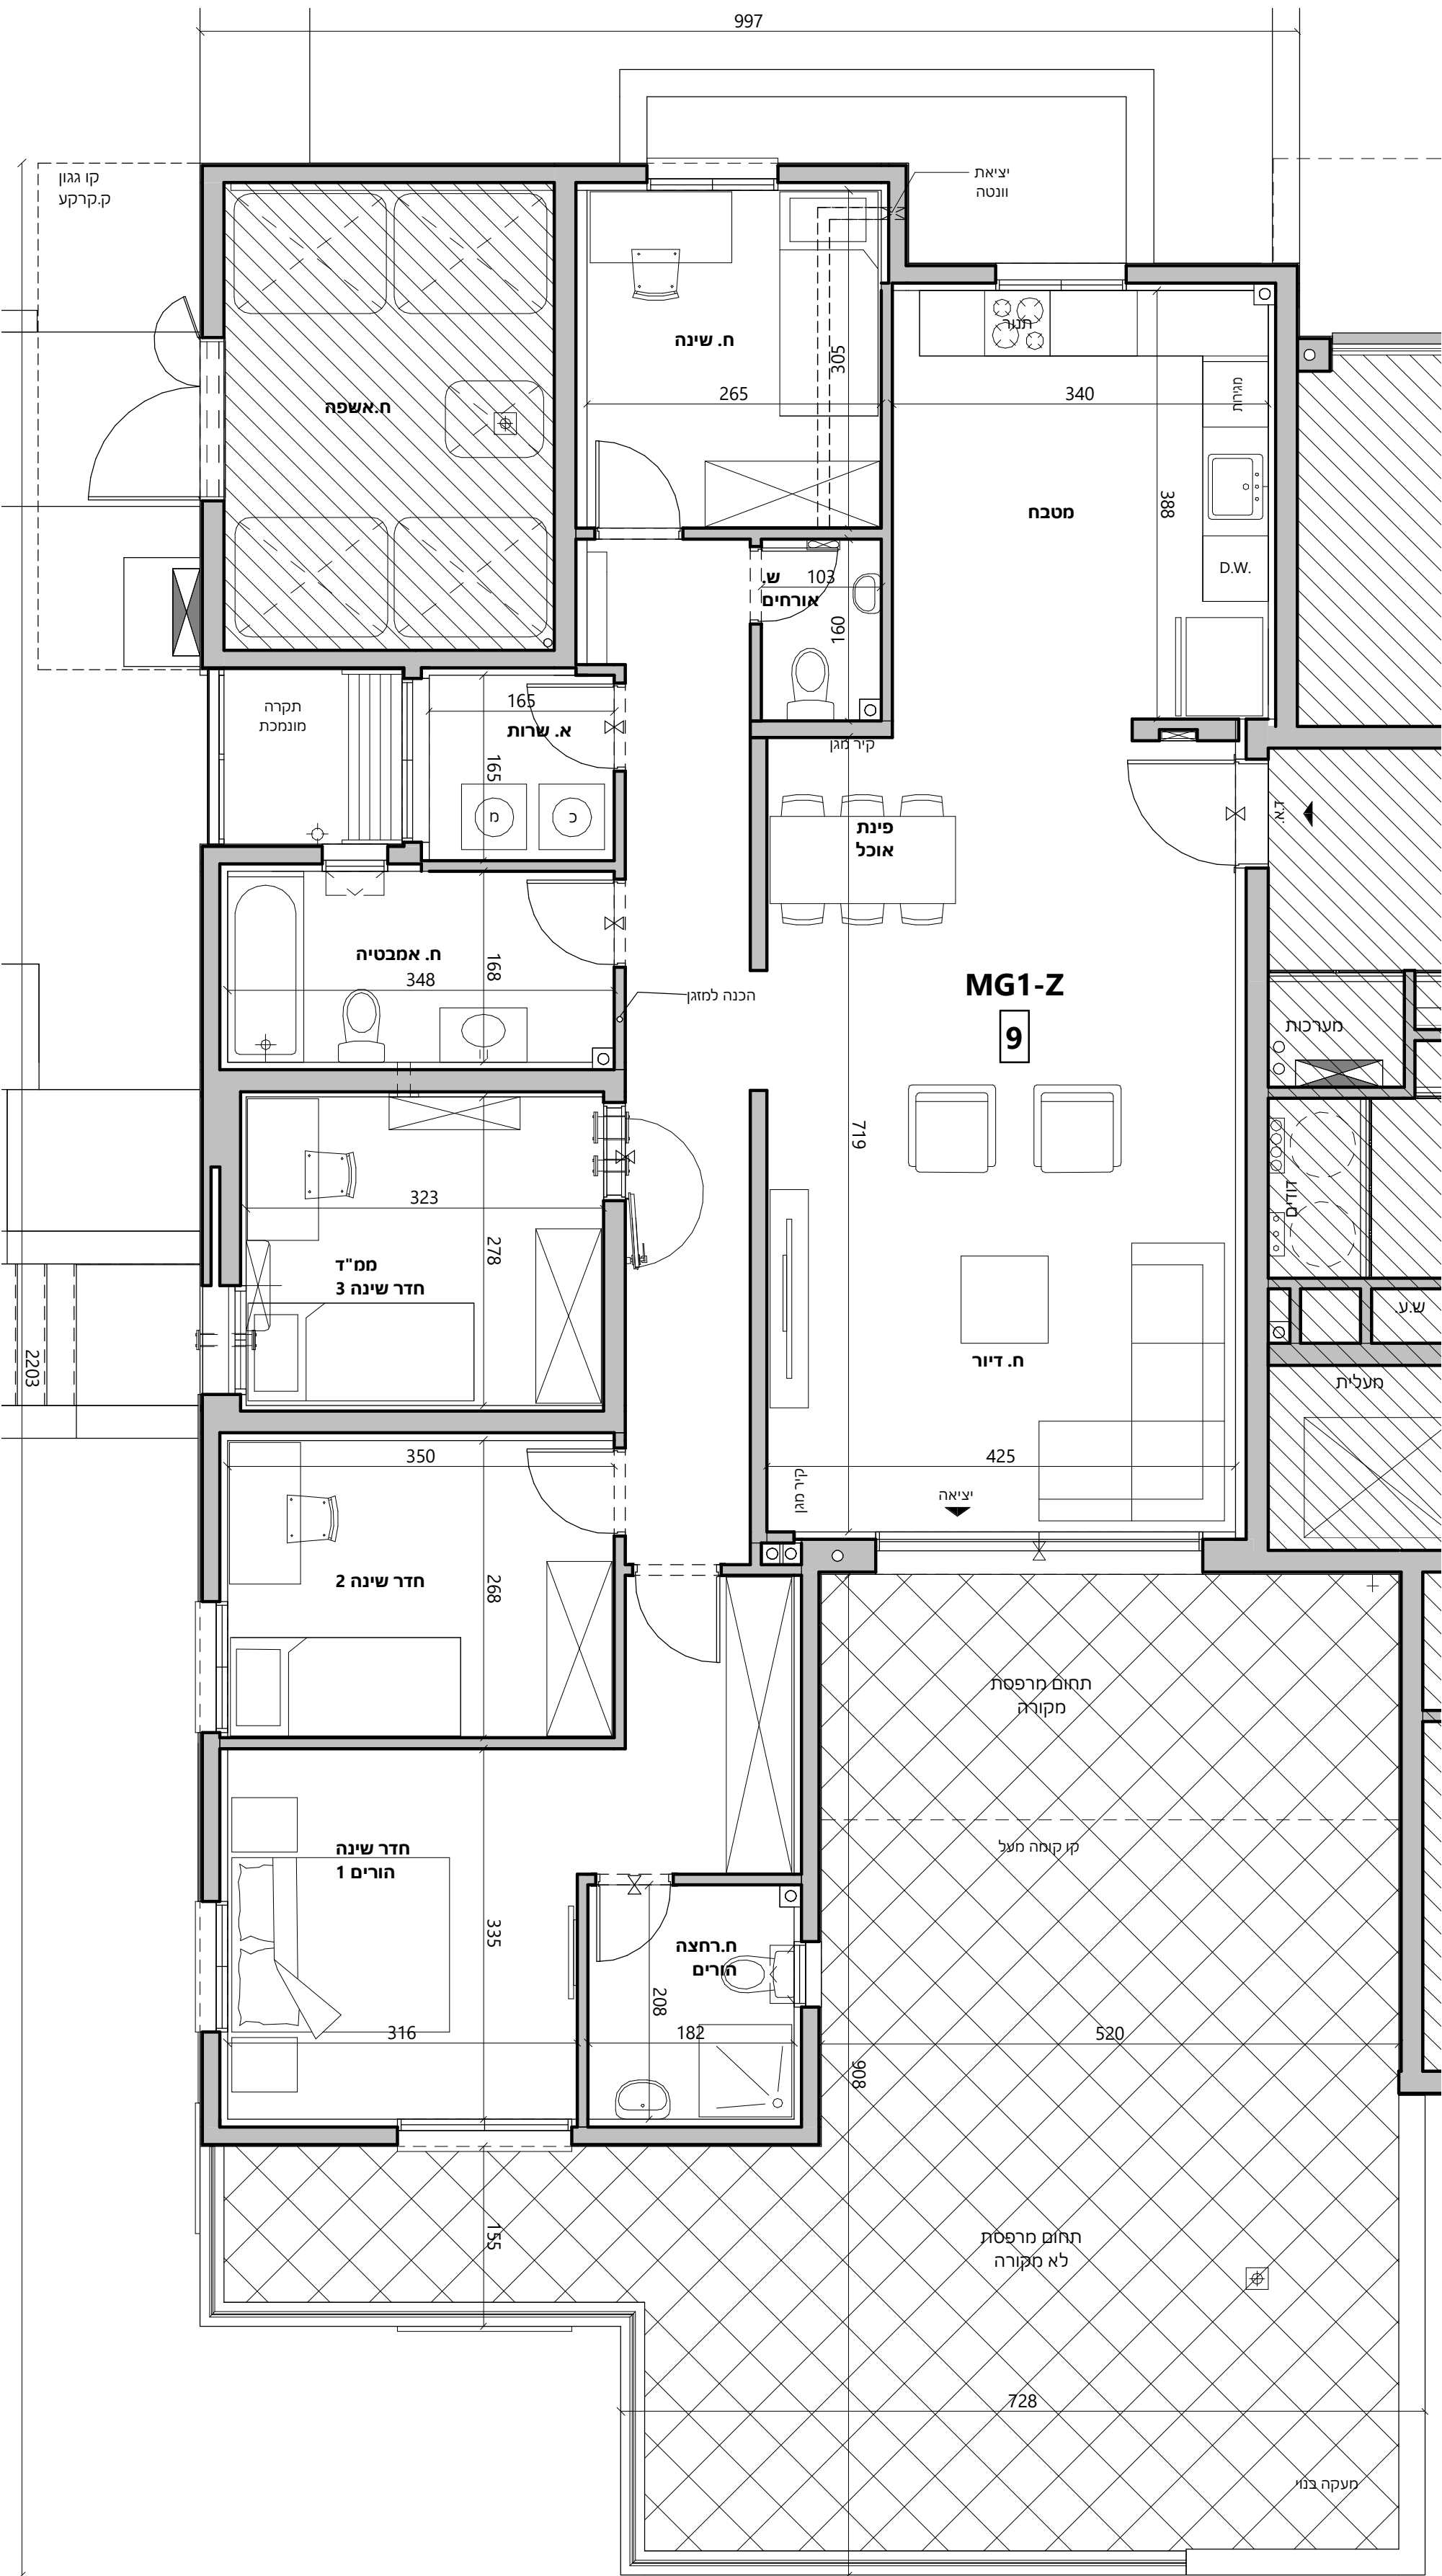 997
קו גגון
ק.קרקע
יציאת
וונטה
תנור
ח. שינה
305
265
340
מגירות
ח.אשפה
388
מטבח
D.W.
ש.
אורחים
103
160
תקרה
מונמכת
165
א. שרות
165
מ
כ
קיר מגן
ד.א.
פינת
אוכל
ח. אמבטיה
348
168
הכנה למזגן
MG1-Z
9
מערכות
719
323
278
ממ"ד
חדר שינה 3
דודים
ש.ע.
2203
ח. דיור
מעלית
350
425
קיר מגן
יציאה
חדר שינה 2
268
תחום מרפסת
מקורה
קו קומה מעל
חדר שינה
הורים 1
335
ח.רחצה
הורים
208
316
182
520
908
155
תחום מרפסת
לא מקורה
728
מעקה בנוי